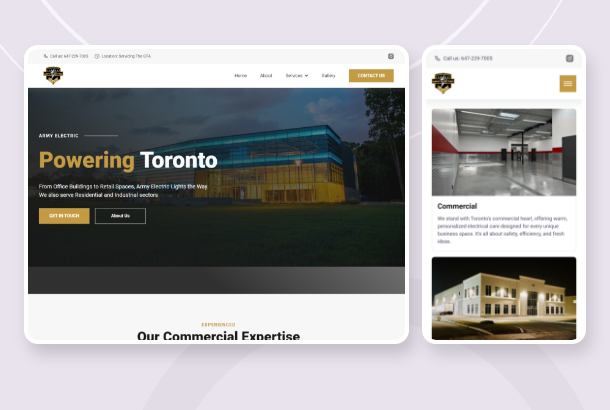 Call us: 647-229-7003 Location: Servicing The GTA
Home About Services Gallery CONTACT US
ARMY ELECTRIC
Powering Toronto
From Office Buildings to Retail Spaces, Army Electric Lights the Way.
We also serve Residential and Industrial sectors
GET IN TOUCH About Us
EXPERIENCED
Our Commercial Expertise
Call us: 647-229-7003
Commercial
We stand with Toronto's commercial heart, offering warm,
personalized electrical care designed for every unique
business space. It's all about safety, efficiency, and fresh
ideas.